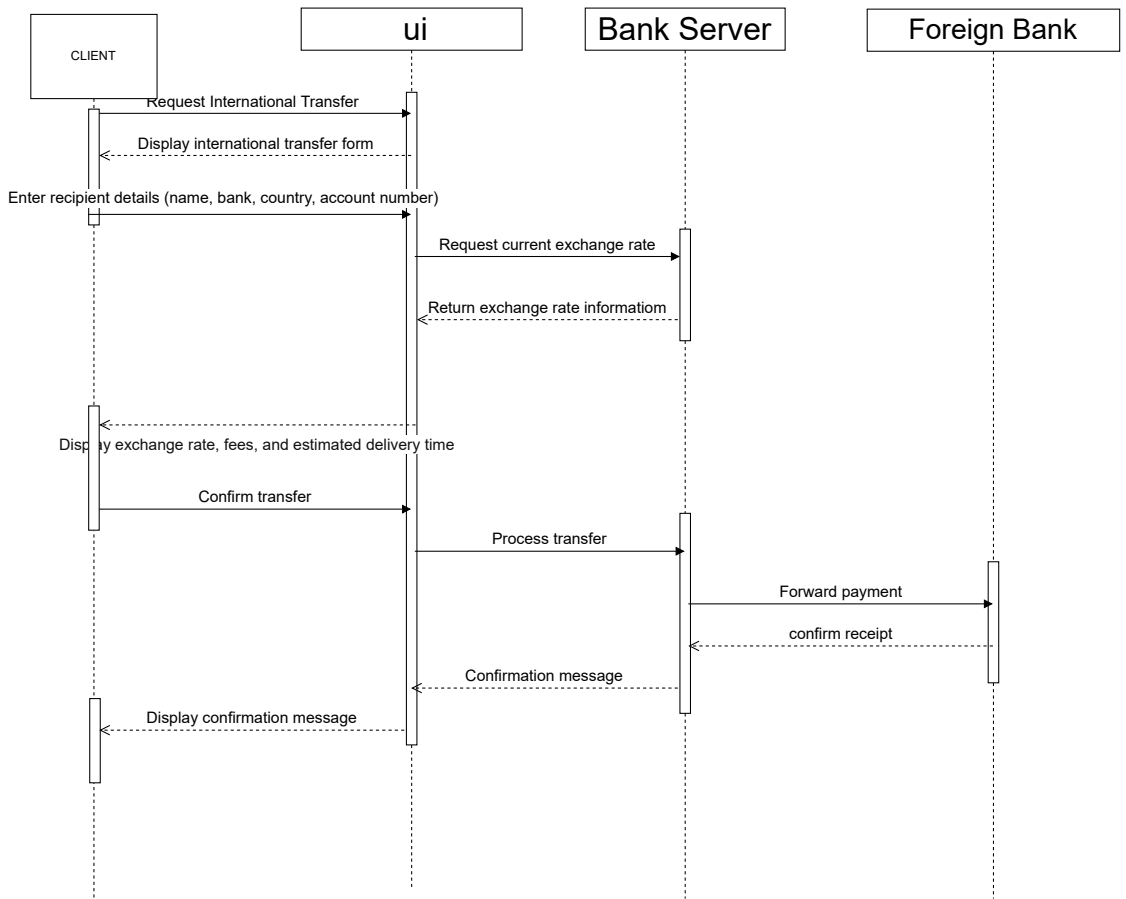 CLIENT
ui
Bank Server
Foreign Bank
Request International Transfer
Display international transfer form
Enter recipient details (name, bank, country, account number)
Request current exchange rate
Return exchange rate informatiom
Display exchange rate, fees, and estimated delivery time
Confirm transfer
Process transfer
Forward payment
confirm receipt
Confirmation message
Display confirmation message